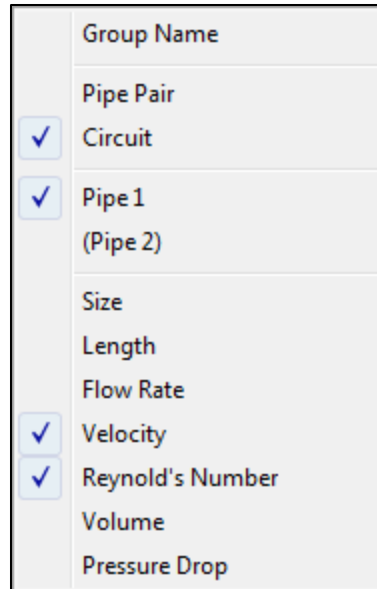 Group Name
Pipe Pair
Circuit
Pipe 1
(Pipe 2)
Size
Length
Flow Rate
Velocity
Reynold's Number
Volume
Pressure Drop